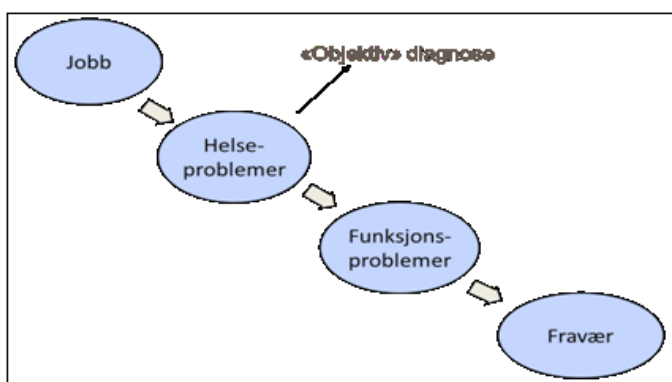 Jobb
«Objektiv» diagnose
Helse-
problemer
Funksjons-
problemer
Fravær